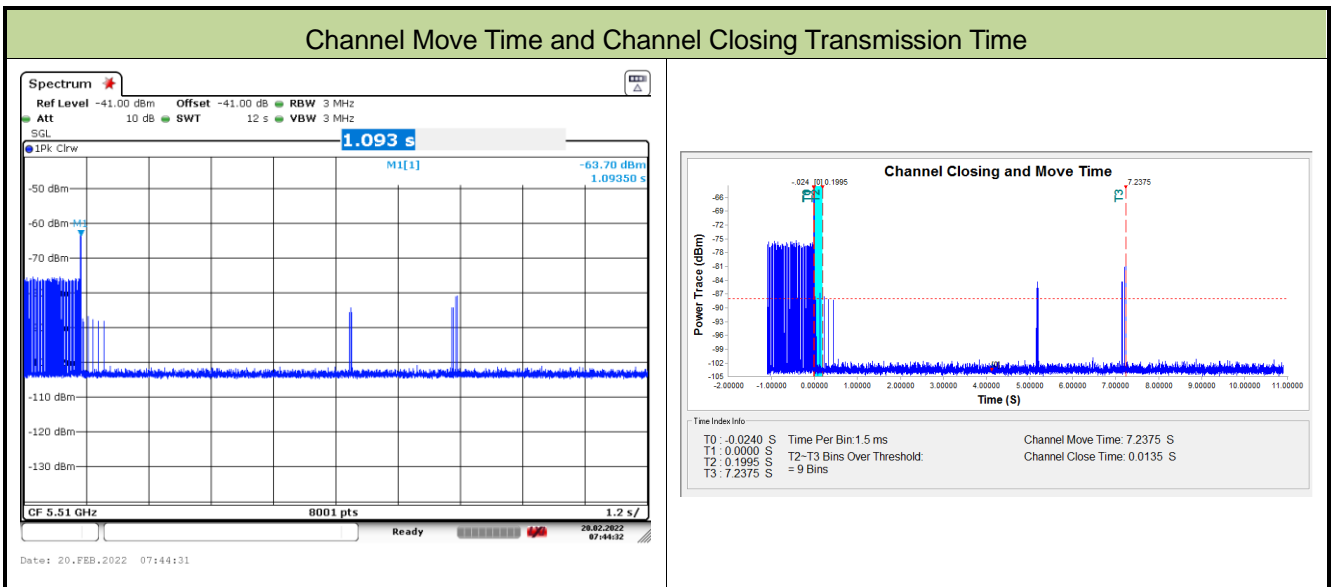 Channel Move Time and Channel Closing Transmission Time
Spectrum
Ref Level -41.00 dBm Offset -41.00 dB RBW 3 MHz
Att 10 dB SWT 12 s VBW 3 MHz
SGL
1.093 s
1Pk Clrw
M1[1] -63.70 dBm
1.09350 s
-50 dBm
-60 dBm M1
-70 dBm
-110 dBm
-120 dBm
-130 dBm
CF 5.51 GHz 8001 pts 1.2 s/
Ready 20.02.2022
07:44:32
Date: 20.FEB.2022 07:44:31
Channel Closing and Move Time
-.024 [0] 0.1995 7.2375
T0 T2 T3
Power Trace (dBm)
-66
-69
-72
-75
-78
-81
-84
-87
-90
-93
-96
-99
-102
-105
-2.00000 -1.00000 0.00000 1.00000 2.00000 3.00000 4.00000 5.00000 6.00000 7.00000 8.00000 9.00000 10.00000 11.00000
Time (S)
Time Index Info
T0 : -0.0240 S Time Per Bin:1.5 ms Channel Move Time: 7.2375 S
T1 : 0.0000 S
T2 : 0.1995 S T2~T3 Bins Over Threshold: Channel Close Time: 0.0135 S
T3 : 7.2375 S = 9 Bins